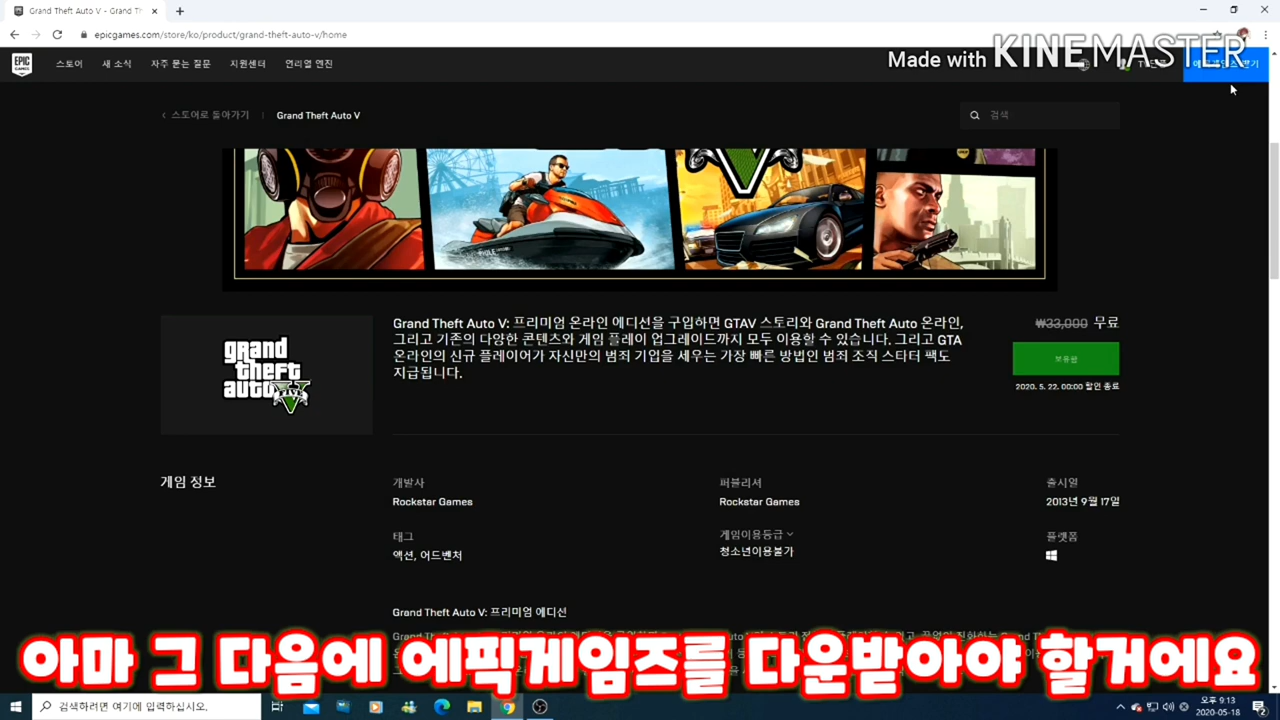 Grand Theft Auto V - Grand Th
epicgames.com/store/ko/product/grand-theft-auto-v/home
Made with KINEMASTER
EPIC GAMES
스토어
새 소식
자주 묻는 질문
지원센터
언리얼 엔진
스토어로 돌아가기
Grand Theft Auto V
검색
Grand Theft Auto V: 프리미엄 온라인 에디션을 구입하면 GTAV 스토리와 Grand Theft Auto 온라인,
그리고 기존의 다양한 콘텐츠와 게임 플레이 업그레이드까지 모두 이용할 수 있습니다. 그리고 GTA
온라인의 신규 플레이어가 자신만의 범죄 기업을 세우는 가장 빠른 방법인 범죄 조직 스타터 팩도
지급됩니다.
₩33,000 무료
보유함
2020. 5. 22. 00:00 할인 종료
grand
theft
auto V
FIVE
게임 정보
개발사
Rockstar Games
퍼블리셔
Rockstar Games
출시일
2013년 9월 17일
태그
액션, 어드벤처
게임이용등급
청소년이용불가
플랫폼
Grand Theft Auto V: 프리미엄 에디션
아마 그 다음에 에픽게임즈를 다운받아야 할거에요
검색하려면 여기에 입력하십시오.
오후 9:13
2020-05-18
2